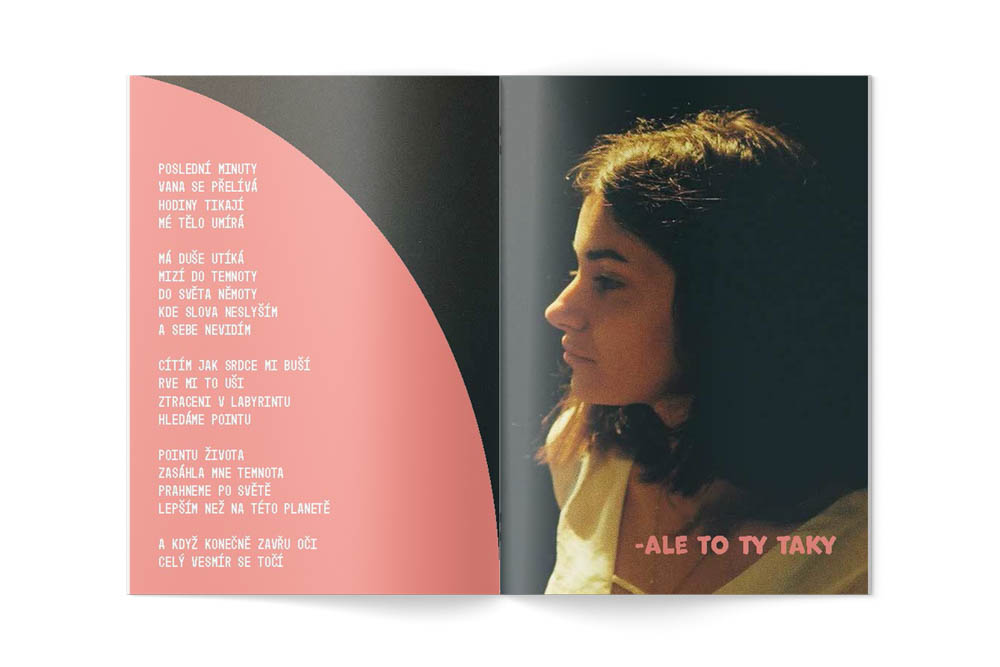 POSLEDNÍ MINUTY
VANA SE PŘELÍVÁ
HODINY TIKAJÍ
MÉ TĚLO UMÍRÁ
MÁ DUŠE UTÍKÁ
MIZÍ DO TEMNOTY
DO SVĚTA NĚMOTY
KDE SLOVA NESLYŠÍM
A SEBE NEVIDÍM
CÍTÍM JAK SRDCE MI BUŠÍ
RVE MI TO UŠI
ZTRACENI V LABYRINTU
HLEDÁME POINTU
POINTU ŽIVOTA
ZASÁHLA MNE TEMNOTA
PRAHNEME PO SVĚTĚ
LEPŠÍM NEŽ NA TÉTO PLANETĚ
A KDYŽ KONEČNĚ ZAVŘU OČI
CELÝ VESMÍR SE TOČÍ
-ALE TO TY TAKY